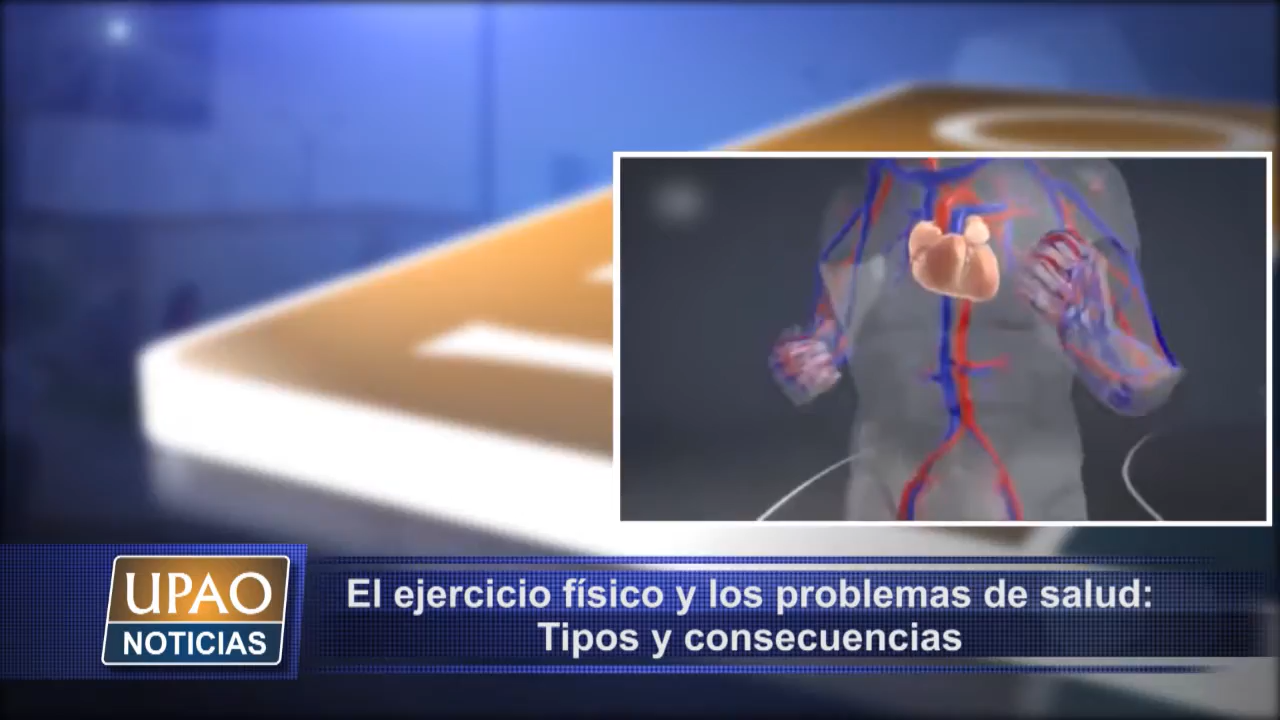 UPAO
NOTICIAS
El ejercicio físico y los problemas de salud:
Tipos y consecuencias